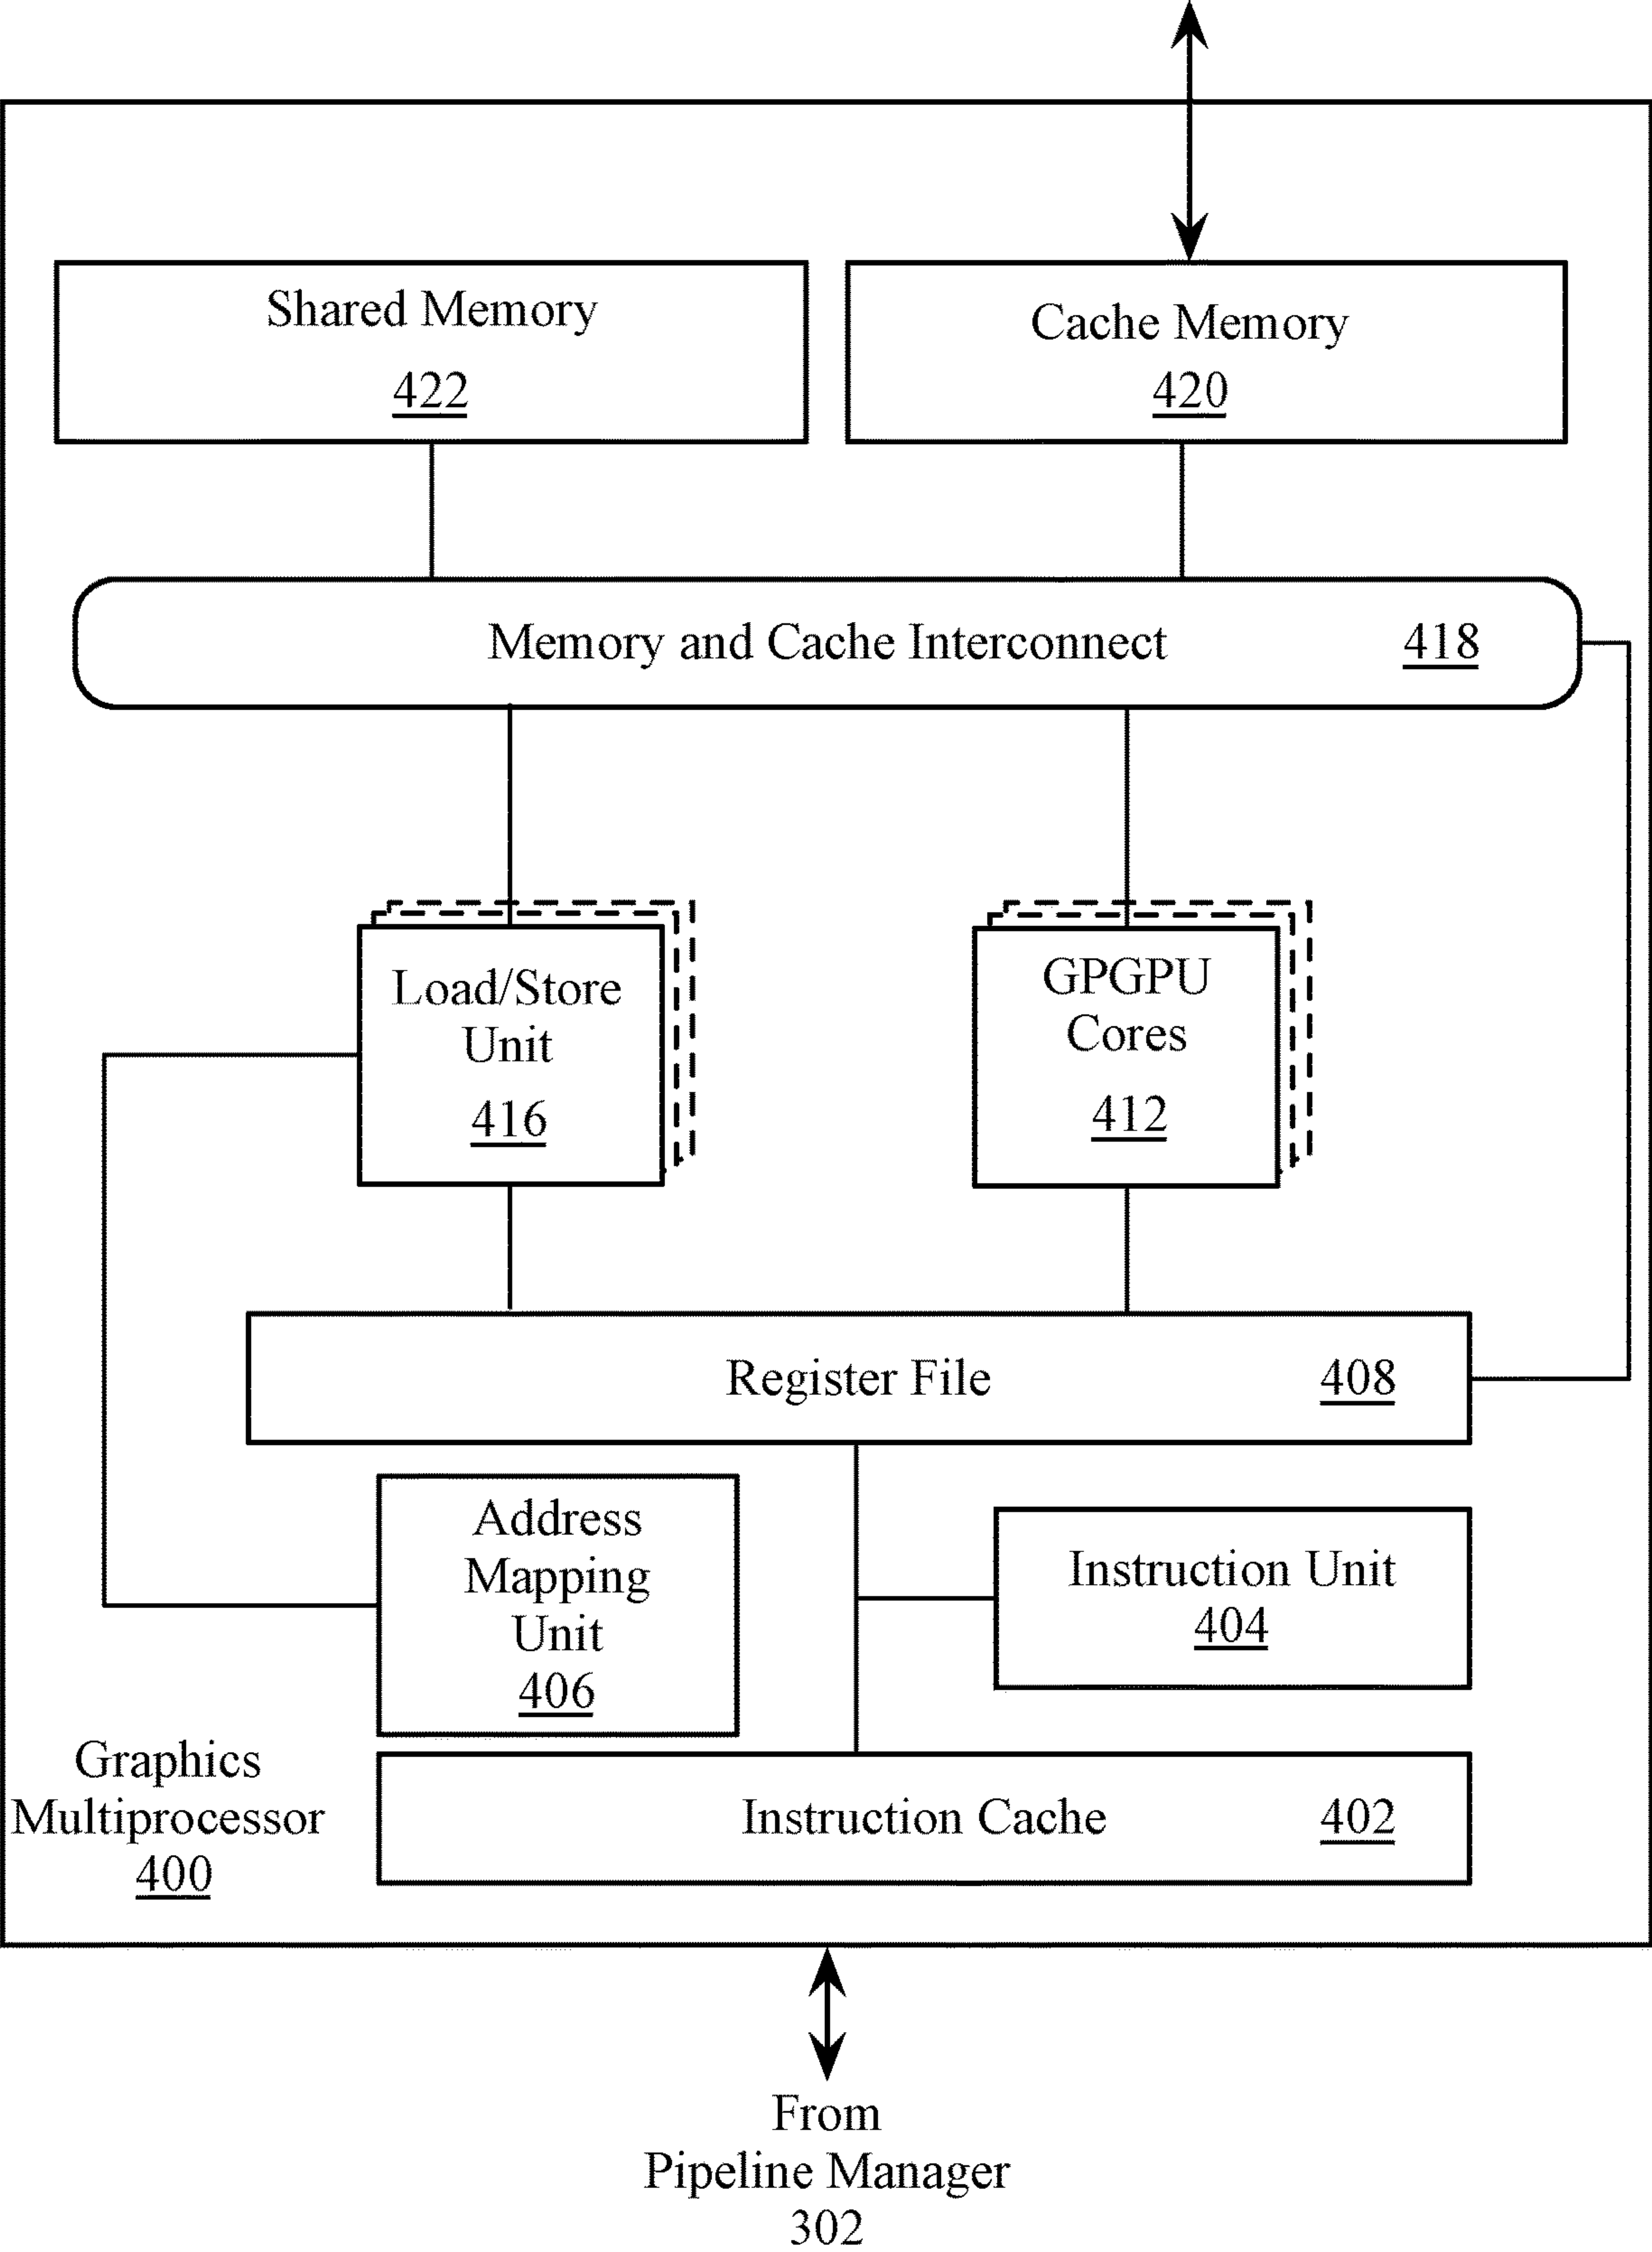 Shared Memory
422
Cache Memory
420
Memory and Cache Interconnect 418
Load/Store
Unit
416
GPGPU
Cores
412
Register File 408
Address
Mapping
Unit
406
Instruction Unit
404
Graphics
Multiprocessor
400
Instruction Cache 402
From
Pipeline Manager
302